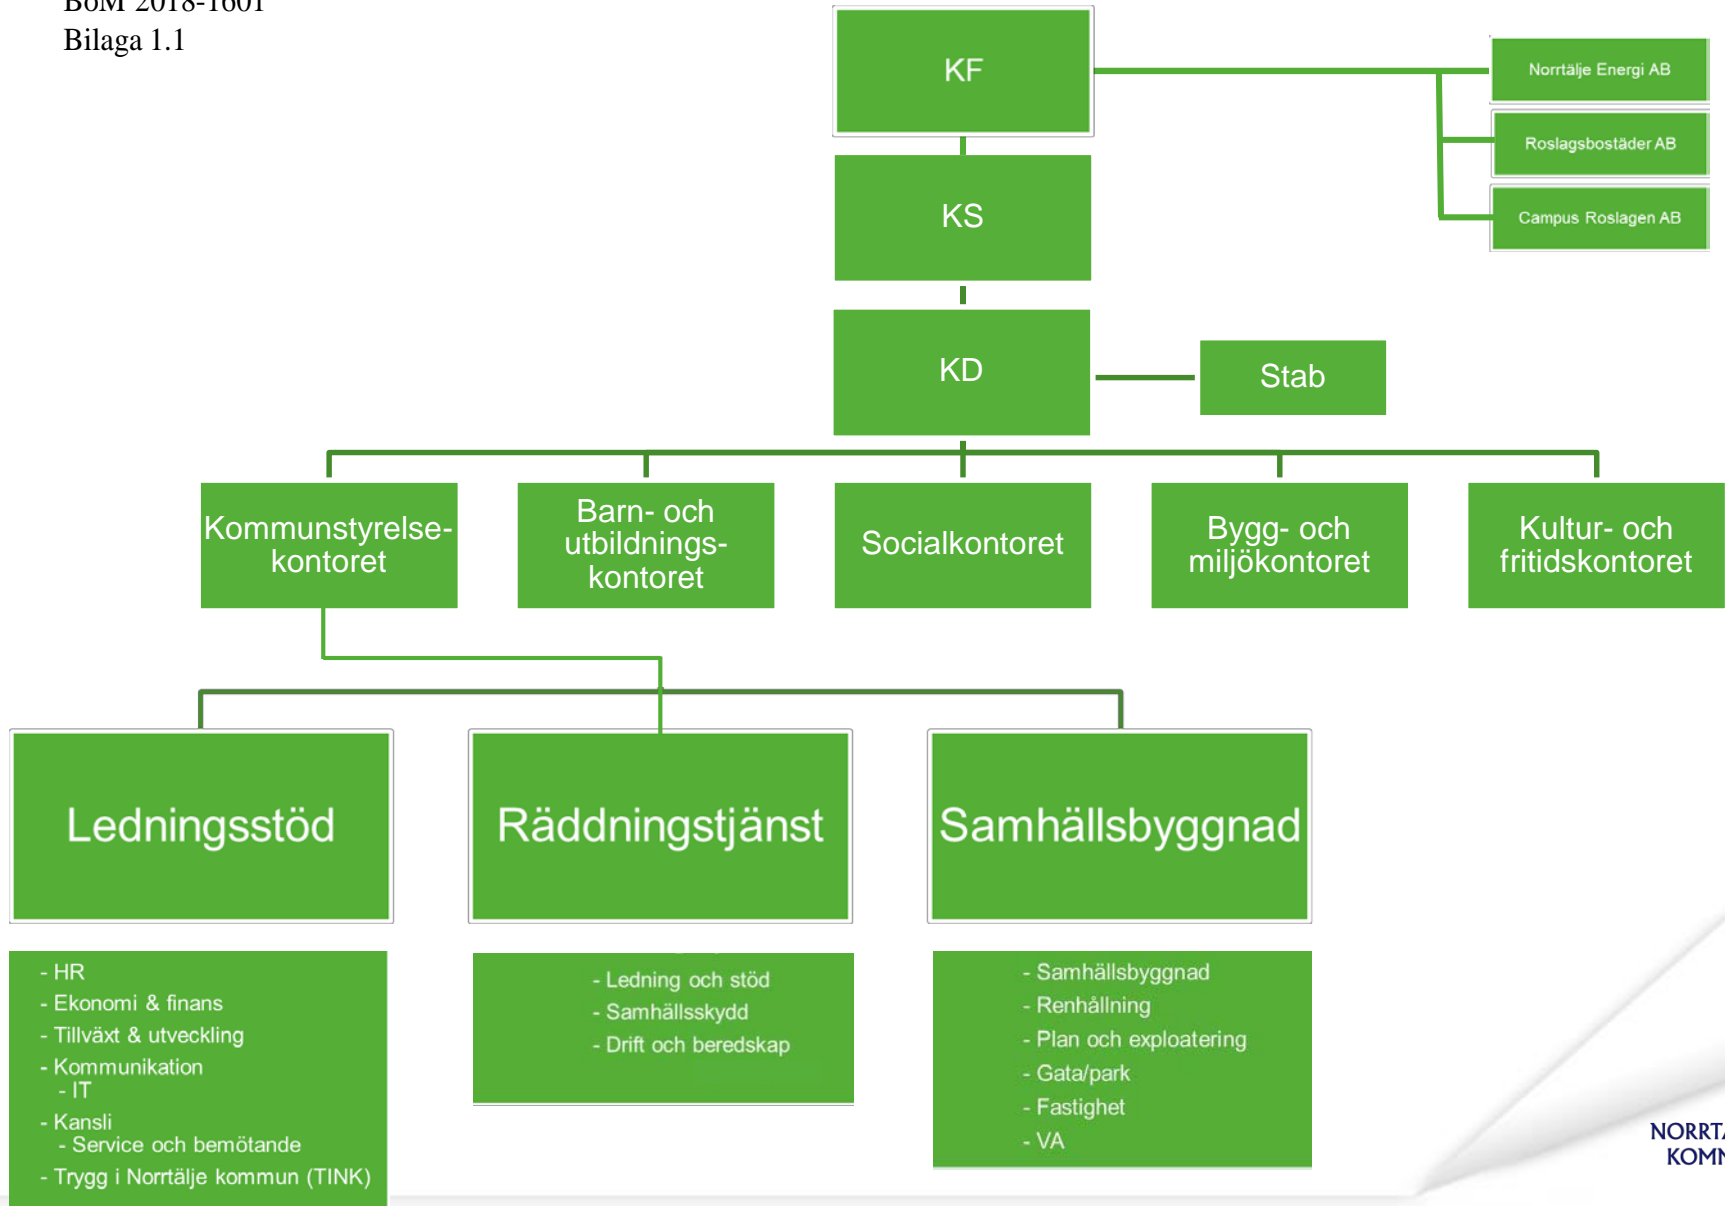 BoM 2018-1601
Bilaga 1.1
KF
Norrtälje Energi AB
Roslagsbostäder AB
Campus Roslagen AB
KS
KD
Stab
Kommunstyrelse-
kontoret
Barn- och
utbildnings-
kontoret
Socialkontoret
Bygg- och
miljökontoret
Kultur- och
fritidskontoret
Ledningsstöd
Räddningstjänst
Samhällsbyggnad
- HR
- Ekonomi & finans
- Tillväxt & utveckling
- Kommunikation
- IT
- Kansli
- Service och bemötande
- Trygg i Norrtälje kommun (TINK)
- Ledning och stöd
- Samhällsskydd
- Drift och beredskap
- Samhällsbyggnad
- Renhållning
- Plan och exploatering
- Gata/park
- Fastighet
- VA